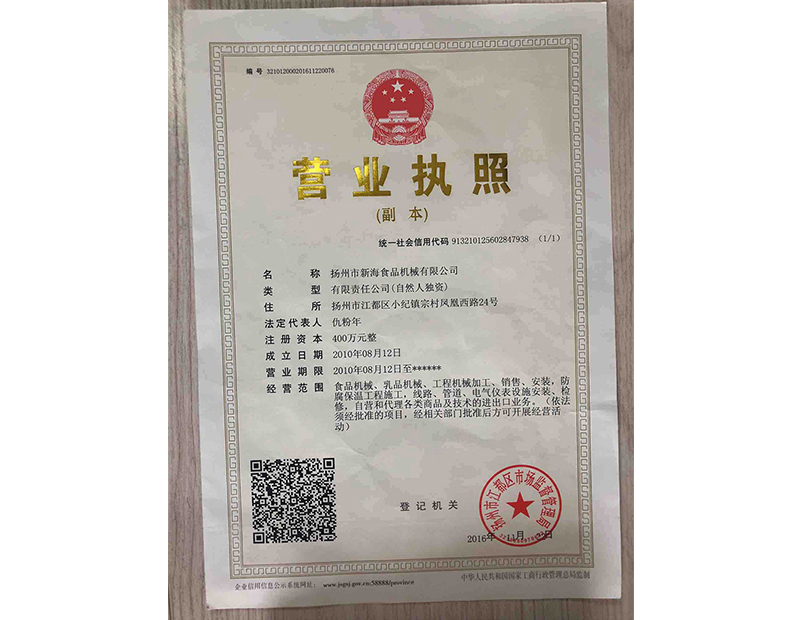 编 号 321012000201611220076
营 业 执 照
(副 本)
统一社会信用代码 913210125602847938 (1/1)
名 称 扬州市新海食品机械有限公司
类 型 有限责任公司(自然人独资)
住 所 扬州市江都区小纪镇宗村凤凰西路24号
法定代表人 仇粉年
注 册 资 本 400万元整
成 立 日 期 2010年08月12日
营 业 期 限 2010年08月12日至******
经 营 范 围 食品机械、乳品机械、工程机械加工、销售、安装，防
腐保温工程施工，线路、管道、电气仪表设施安装、检
修，自营和代理各类商品及技术的进出口业务。（依法
须经批准的项目，经相关部门批准后方可开展经营活
动）
扬州市江都区市场监督管理局
登 记 机 关
2016年 11月 日
企业信用信息公示系统网址： www.jsgsj.gov.cn:58888/province
中华人民共和国国家工商行政管理总局监制